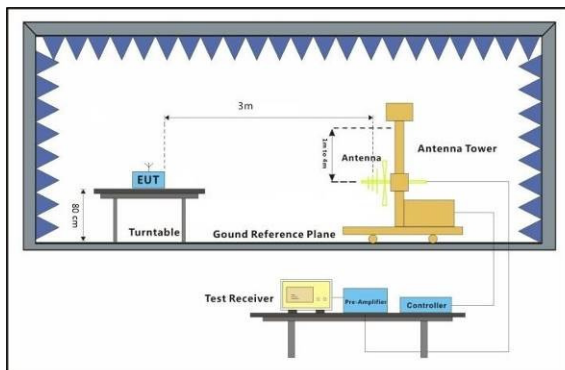 3m
1m to 4m
Antenna
Antenna Tower
EUT
80 cm
Turntable
Gound Reference Plane
Test Receiver
Pre-Amplifier
Controller